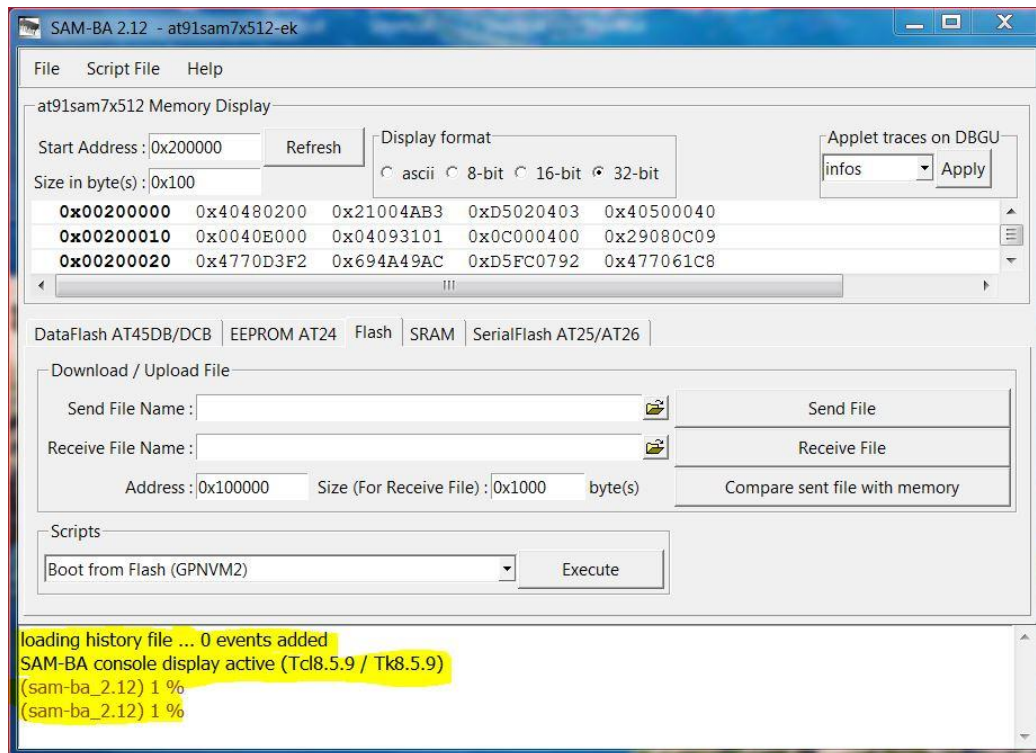 SAM-BA 2.12 - at91sam7x512-ek
File Script File Help
at91sam7x512 Memory Display
Start Address : 0x200000 Refresh
Size in byte(s) : 0x100
Display format
ascii 8-bit 16-bit 32-bit
Applet traces on DBGU
infos Apply
0x00200000 0x40480200 0x21004AB3 0xD5020403 0x40500040
0x00200010 0x0040E000 0x04093101 0x0C000400 0x29080C09
0x00200020 0x4770D3F2 0x694A49AC 0xD5FC0792 0x477061C8
DataFlash AT45DB/DCB EEPROM AT24 Flash SRAM SerialFlash AT25/AT26
Download / Upload File
Send File Name : Send File
Receive File Name : Receive File
Address : 0x100000 Size (For Receive File) : 0x1000 byte(s) Compare sent file with memory
Scripts
Boot from Flash (GPNVM2) Execute
loading history file ... 0 events added
SAM-BA console display active (Tcl8.5.9 / Tk8.5.9)
(sam-ba_2.12) 1 %
(sam-ba_2.12) 1 %